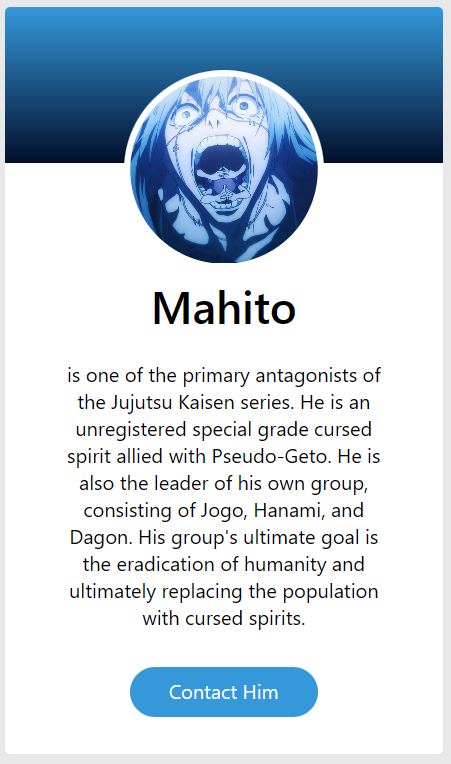 Mahito
is one of the primary antagonists of
the Jujutsu Kaisen series. He is an
unregistered special grade cursed
spirit allied with Pseudo-Geto. He is
also the leader of his own group,
consisting of Jogo, Hanami, and
Dagon. His group's ultimate goal is
the eradication of humanity and
ultimately replacing the population
with cursed spirits.
Contact Him